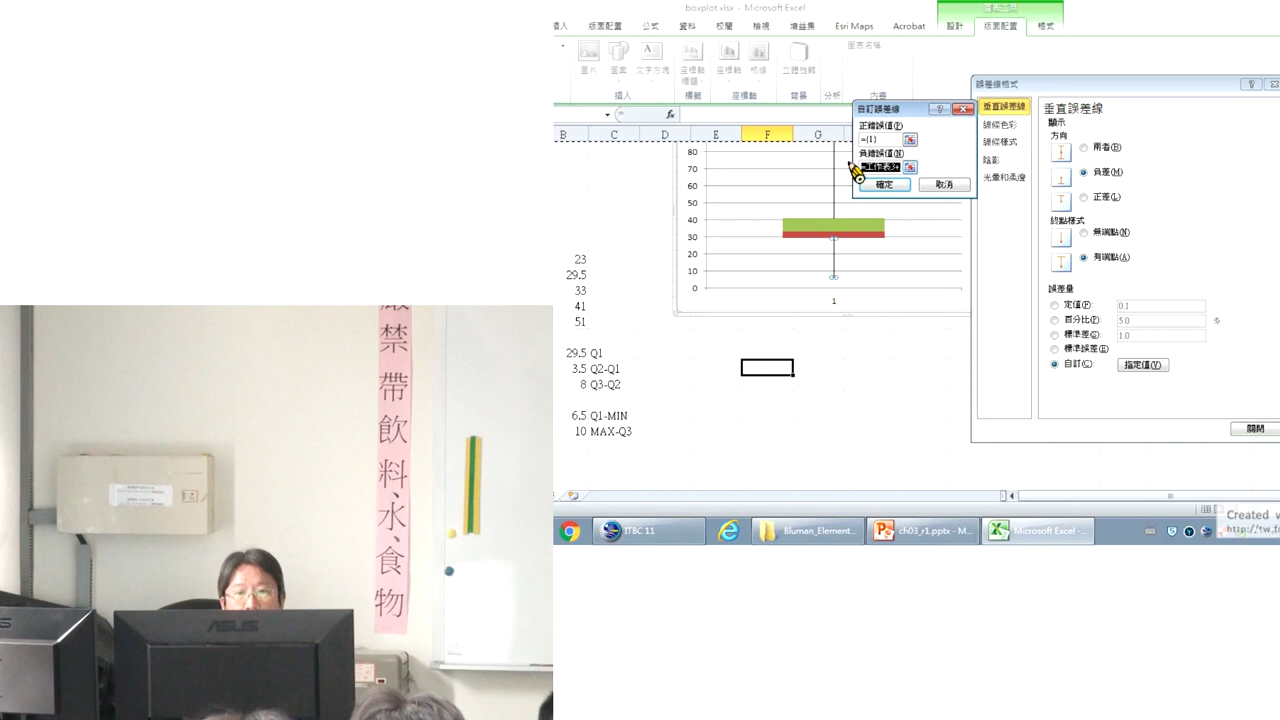 boxplot.xlsx - Microsoft Excel
圖表工具
插入 版面配置 公式 資料 校閱 檢視 增益集 Esri Maps Acrobat 設計 版面配置 格式
圖片 圖案 文字方塊 座標軸標題 座標軸 格線 立體旋轉 圖表名稱
插入 標籤 座標軸 背景 分析 內容
fx
B C D E F G
自訂誤差線
正錯誤值(P)
={1}
負錯誤值(N)
確定 取消
誤差線格式
垂直誤差線
線條色彩
線條樣式
陰影
光暈和柔邊
垂直誤差線
顯示
方向
兩者(B)
負差(M)
正差(L)
終點樣式
無端點(N)
有端點(A)
誤差量
定值(F): 0.1
百分比(P): 5.0 %
標準差(S): 1.0
標準誤差(E)
自訂(C): 指定值(V)
關閉
80
70
60
50
40
30
20
10
0
1
23
29.5
33
41
51
29.5 Q1
3.5 Q2-Q1
8 Q3-Q2
6.5 Q1-MIN
10 MAX-Q3
ITBC 11
Bluman_Element...
ch03_r1.pptx - M...
Microsoft Excel -...
Created
http://tw.fo
嚴禁帶飲料、水、食物
ASUS